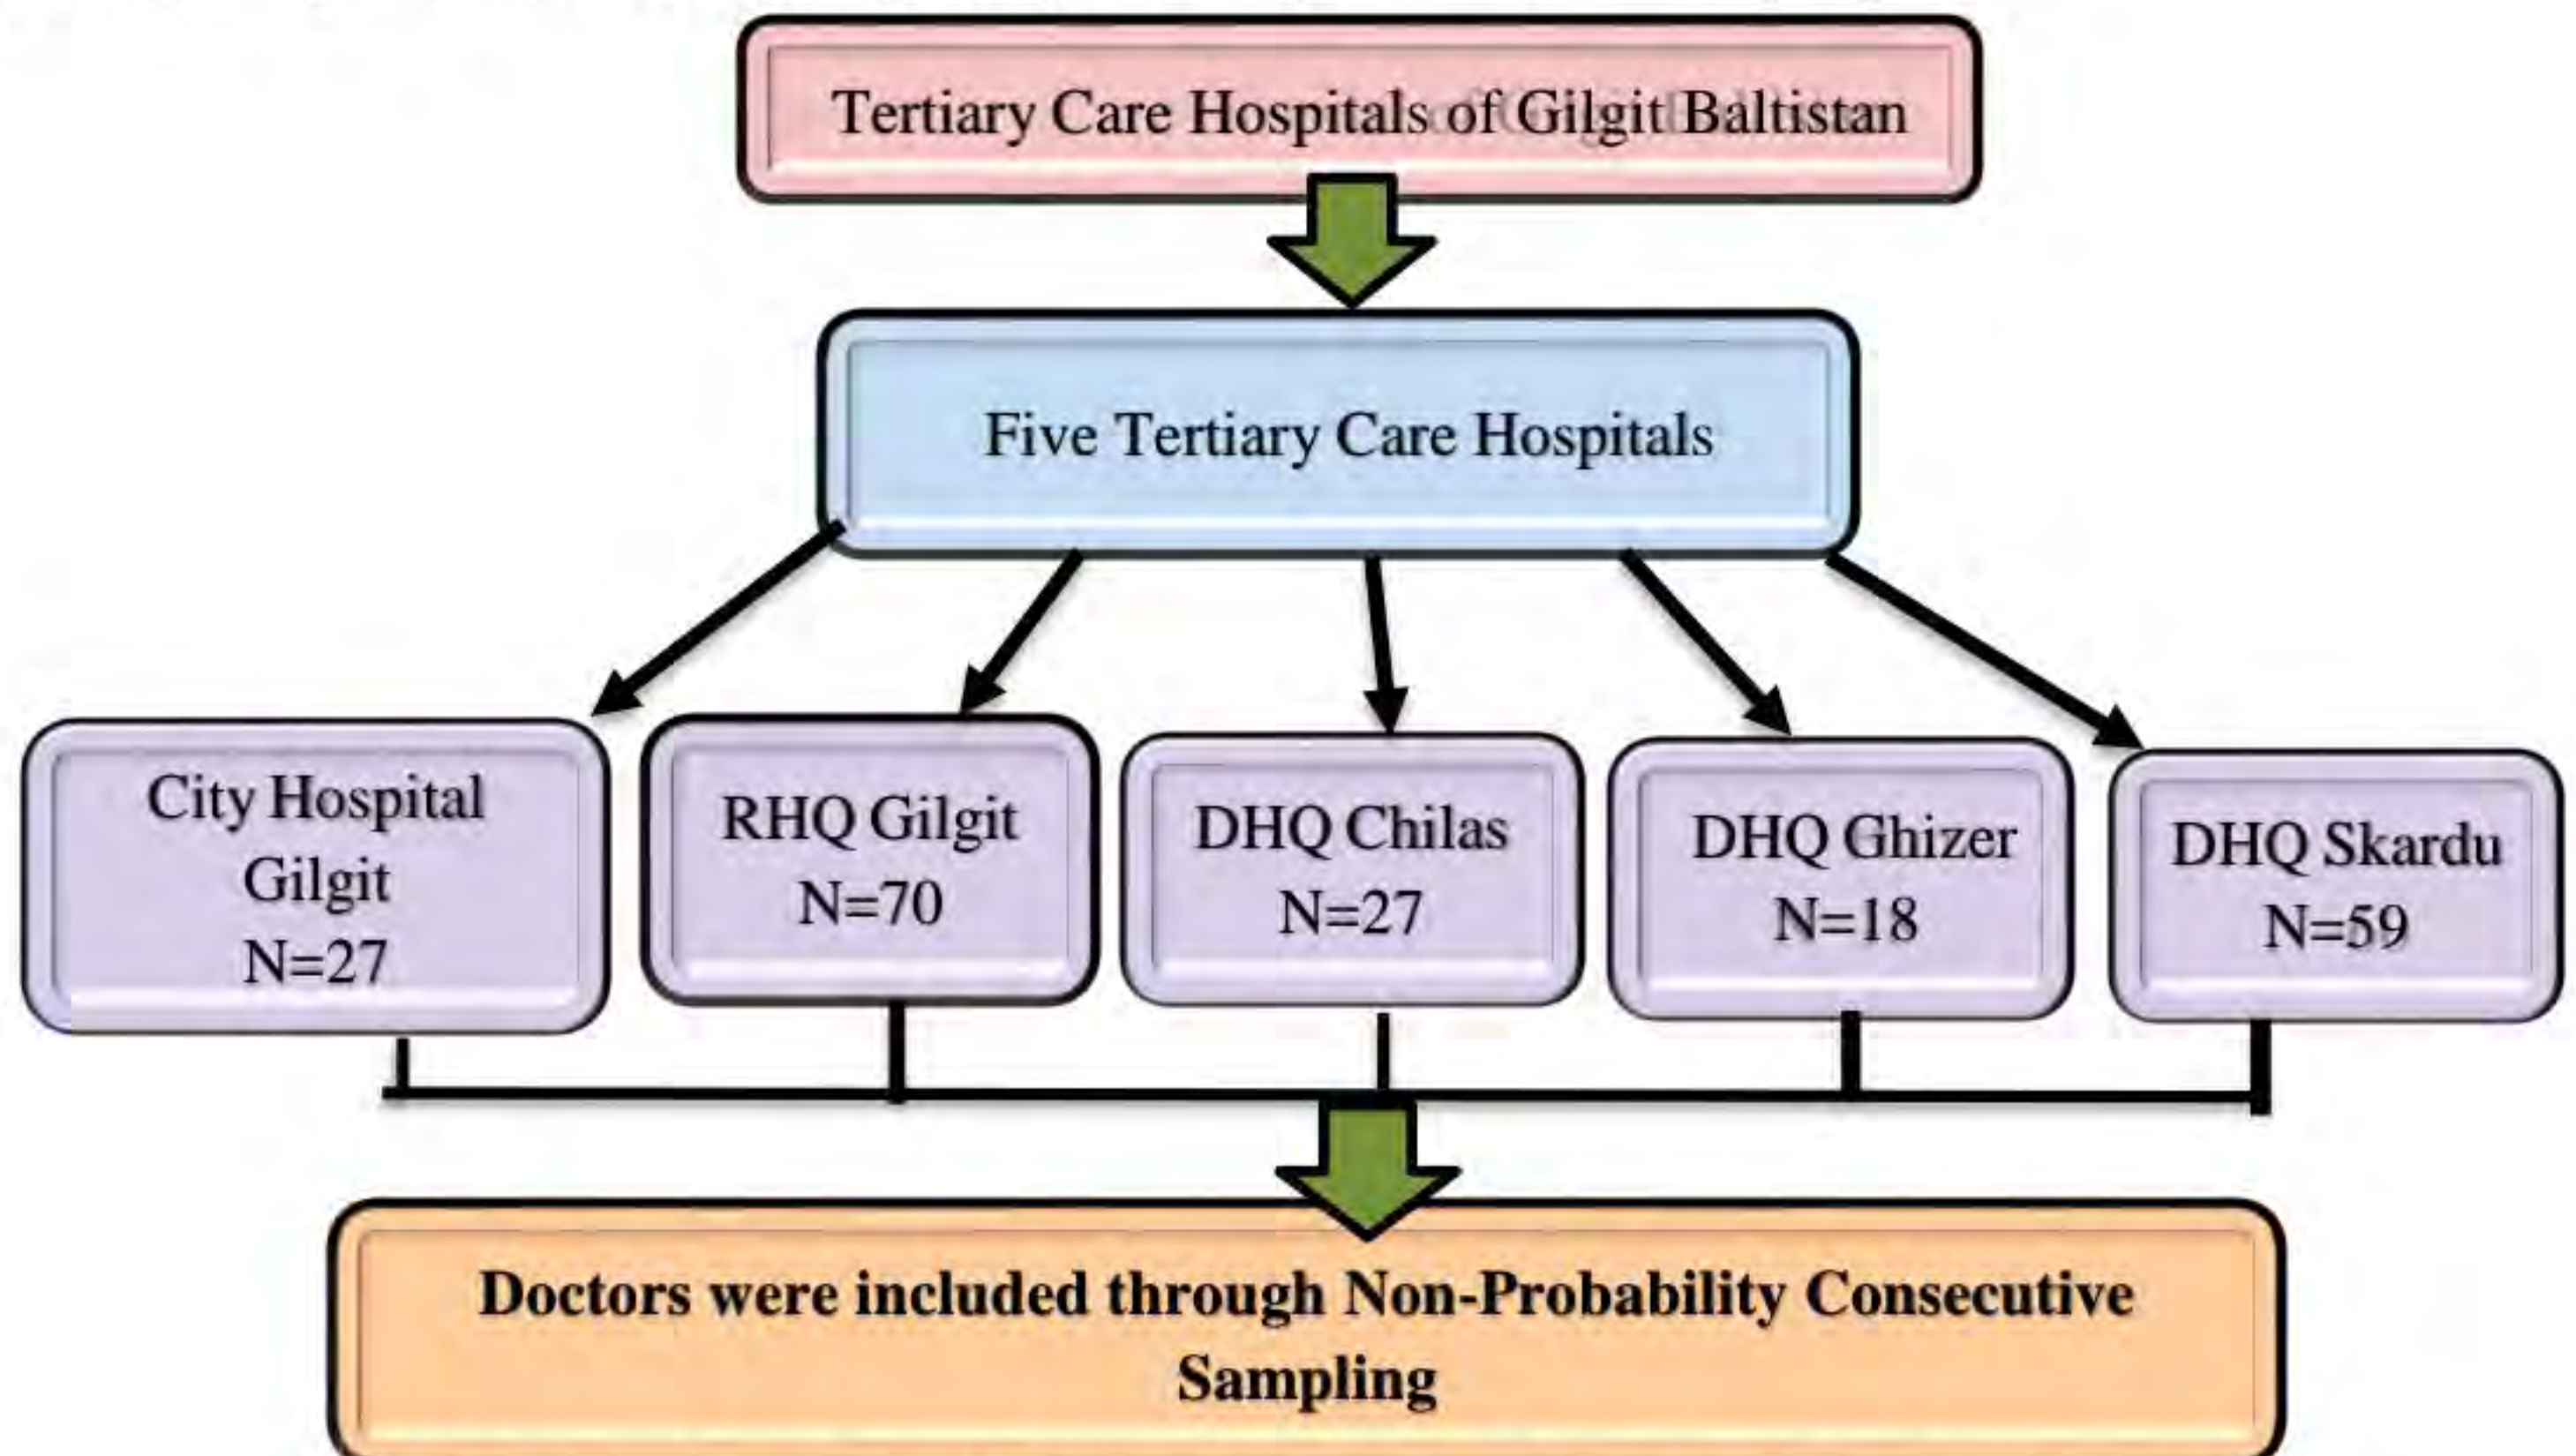 Tertiary Care Hospitals of Gilgit Baltistan
Five Tertiary Care Hospitals
City Hospital
Gilgit
N=27
RHQ Gilgit
N=70
DHQ Chilas
N=27
DHQ Ghizer
N=18
DHQ Skardu
N=59
Doctors were included through Non-Probability Consecutive
Sampling